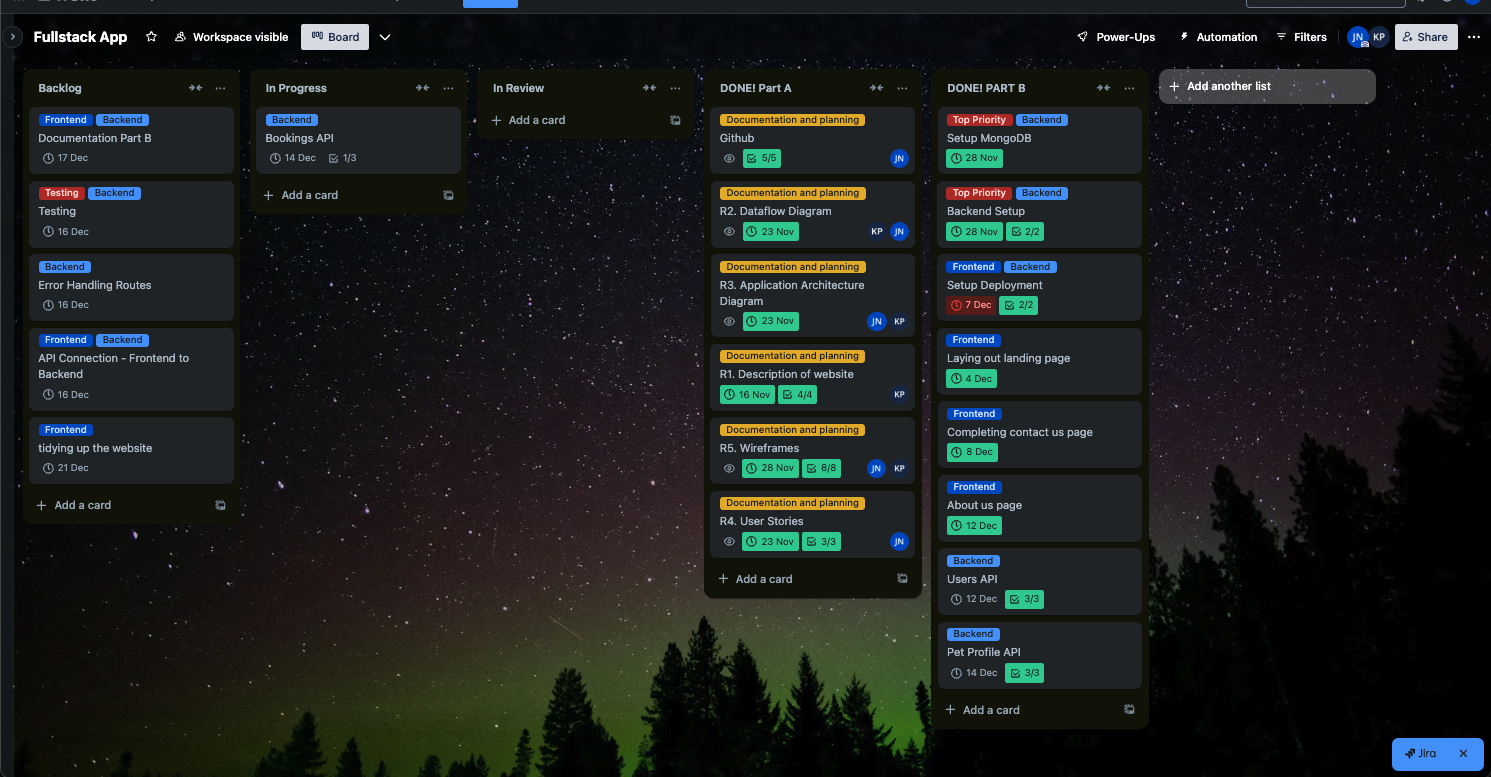 Fullstack App
Workspace visible
Board
Power-Ups
Automation
Filters
JN
KP
Share
Backlog
Frontend Backend
Documentation Part B
17 Dec
Testing Backend
Testing
16 Dec
Backend
Error Handling Routes
16 Dec
Frontend Backend
API Connection - Frontend to
Backend
16 Dec
Frontend
tidying up the website
21 Dec
+ Add a card
In Progress
Backend
Bookings API
14 Dec 1/3
+ Add a card
In Review
+ Add a card
DONE! Part A
Documentation and planning
Github
5/5 JN
Documentation and planning
R2. Dataflow Diagram
23 Nov KP JN
Documentation and planning
R3. Application Architecture
Diagram
23 Nov JN KP
Documentation and planning
R1. Description of website
16 Nov 4/4 KP
Documentation and planning
R5. Wireframes
28 Nov 8/8 JN KP
Documentation and planning
R4. User Stories
23 Nov 3/3 JN
+ Add a card
DONE! PART B
Top Priority Backend
Setup MongoDB
28 Nov
Top Priority Backend
Backend Setup
28 Nov 2/2
Frontend Backend
Setup Deployment
7 Dec 2/2
Frontend
Laying out landing page
4 Dec
Frontend
Completing contact us page
8 Dec
Frontend
About us page
12 Dec
Backend
Users API
12 Dec 3/3
Backend
Pet Profile API
14 Dec 3/3
+ Add a card
+ Add another list
Jira